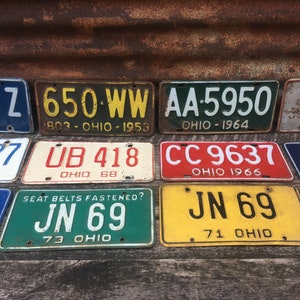 Z
650-WW
803 - OHIO - 1953
AA-5950
OHIO - 1964
7
UB 418
OHIO 68
CC 9637
OHIO 1966
SEAT BELTS FASTENED?
JN 69
73 OHIO
JN 69
71 OHIO